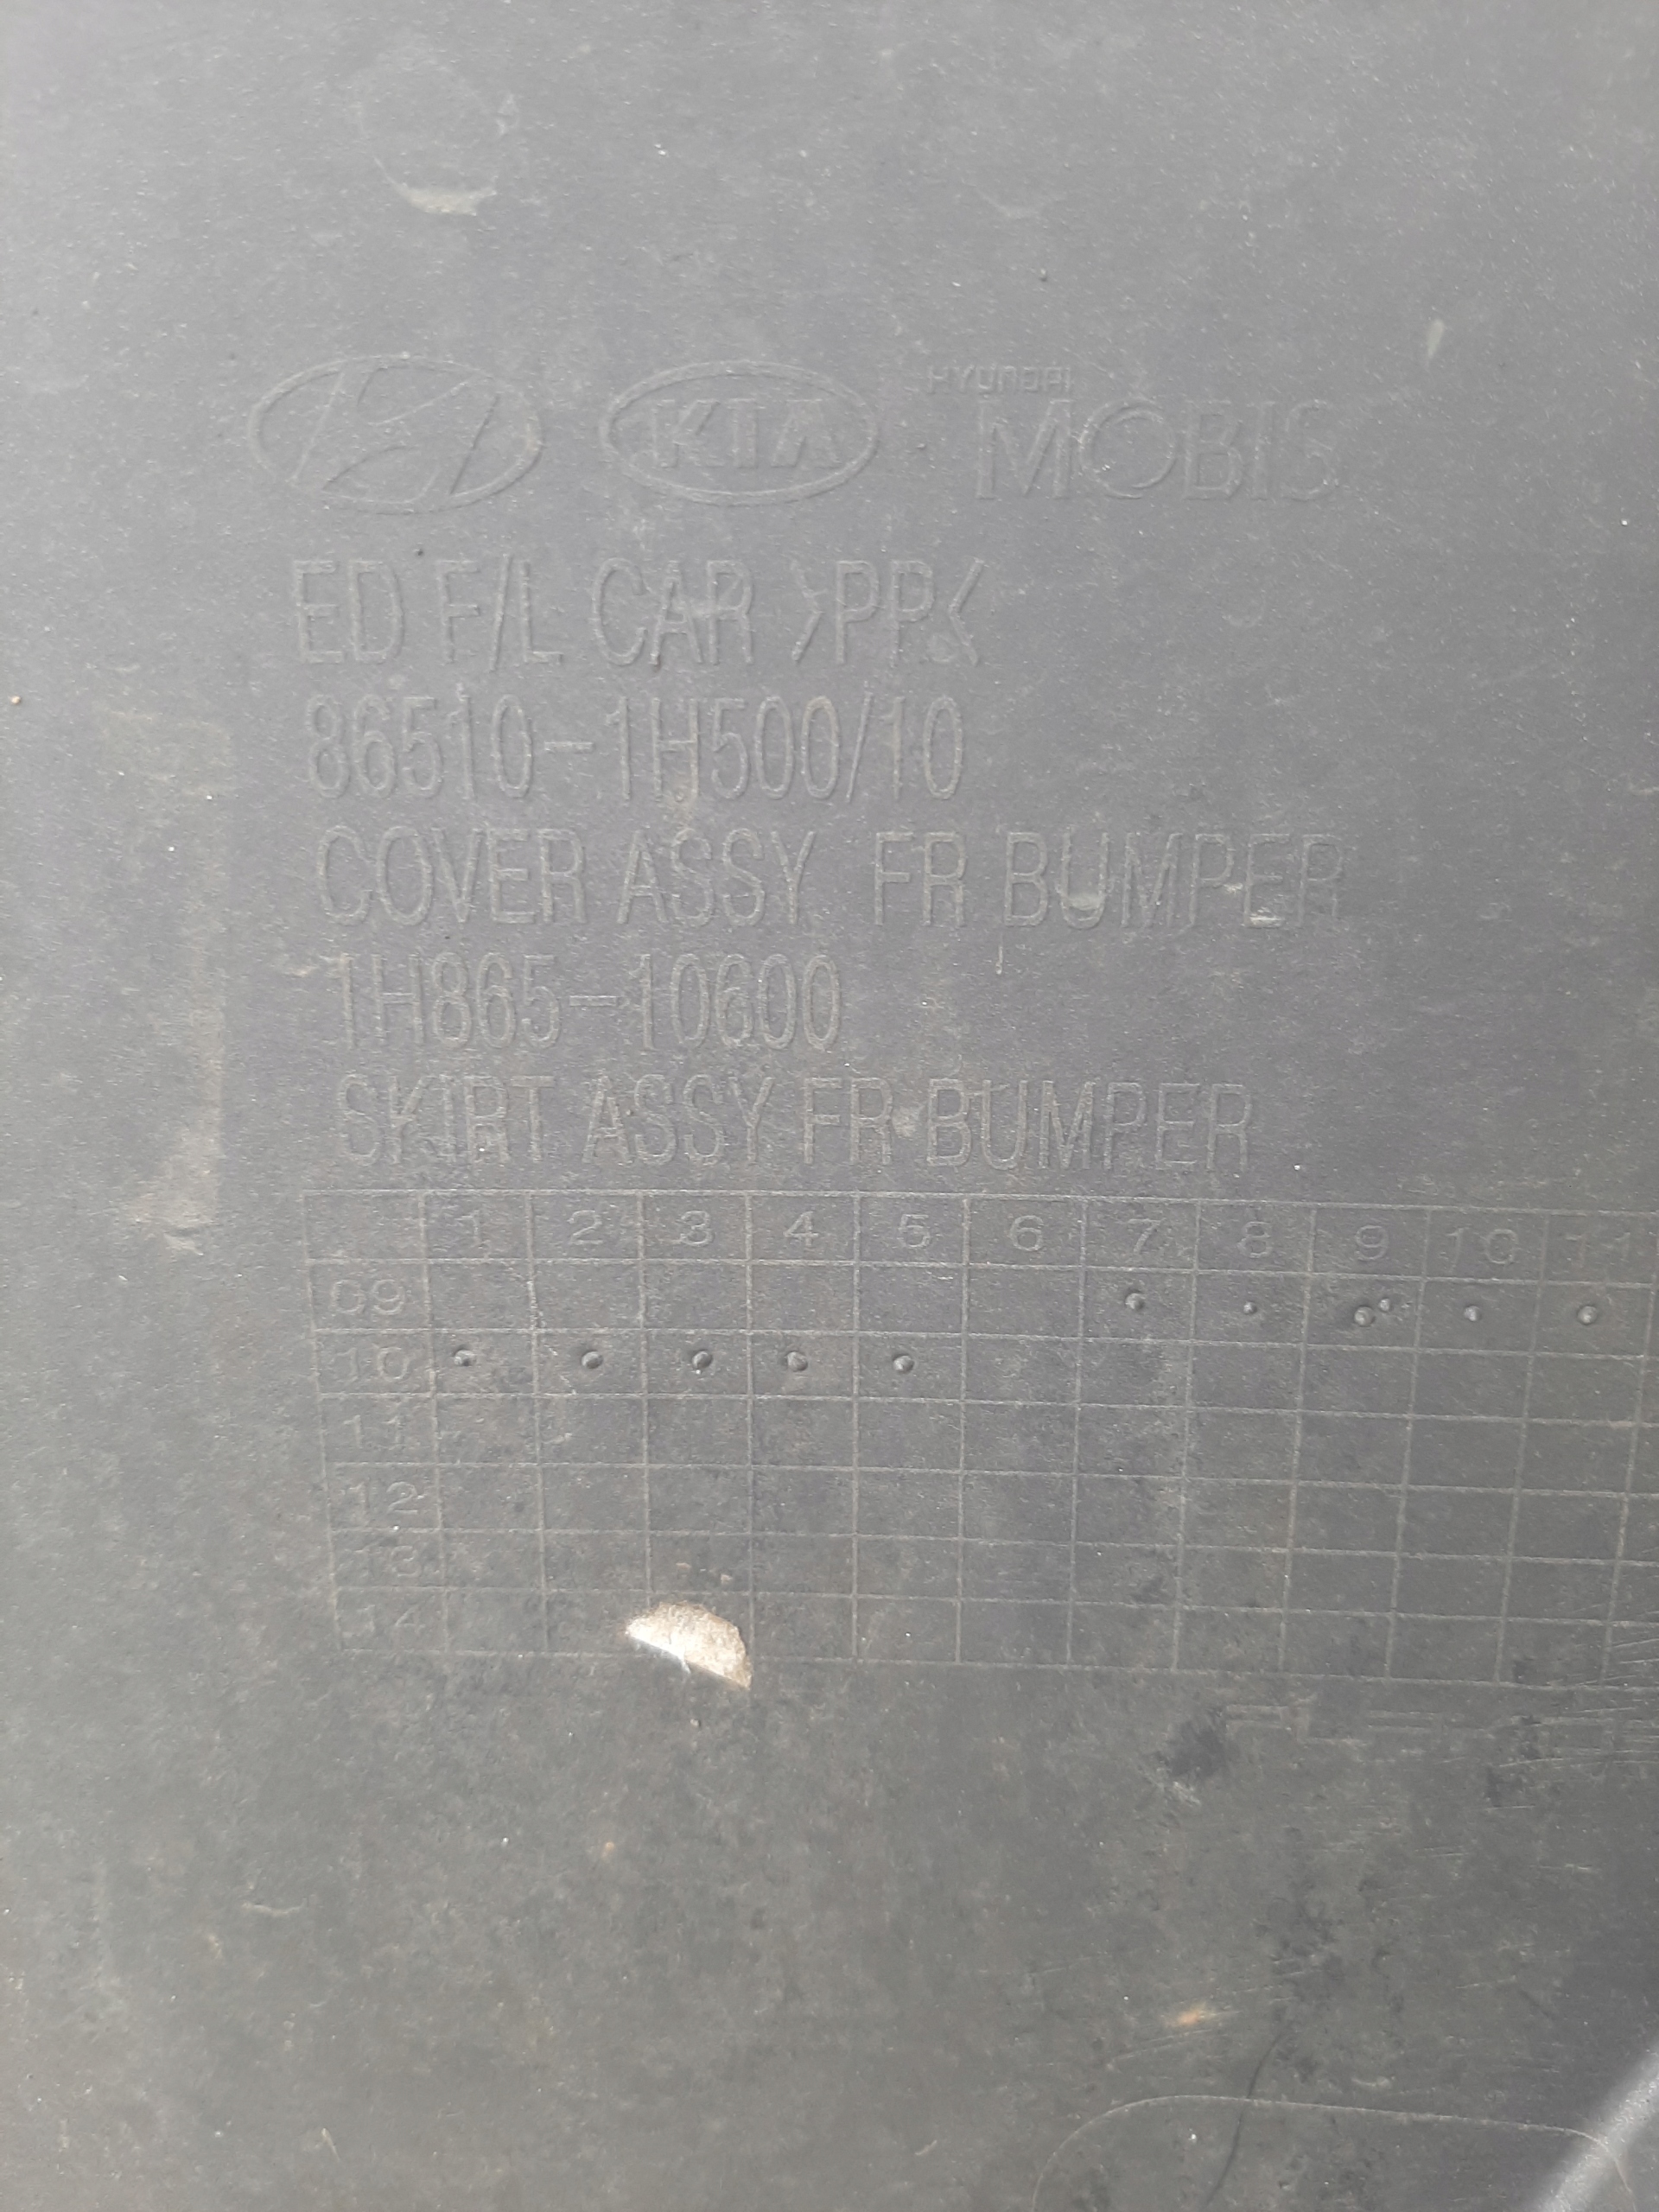 KIA HYUNDAI MOBIS
ED F/L CAR >PP<
86510-1H500/10
COVER ASSY FR BUMPER
1H865-10600
SKIRT ASSY FR BUMPER
1 2 3 4 5 6 7 8 9 10 11
09
10
11
12
13
14